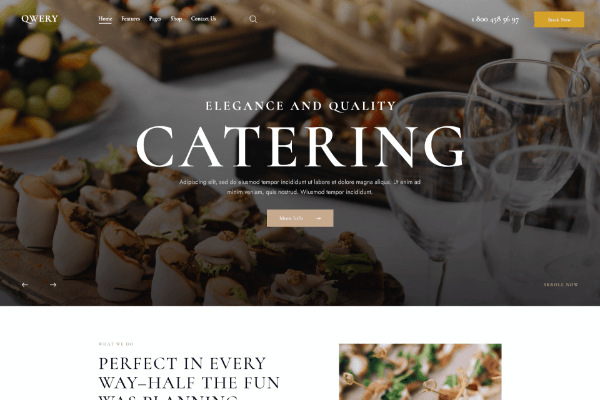 QWERY
Home Features Pages Shop Contact Us
1 800 458 56 97
Book Now
ELEGANCE AND QUALITY
CATERING
Adipiscing elit, sed do eiusmod tempor incididunt ut labore et dolore magna aliqua. Ut enim ad
minim veniam, quis nostrud. Wiusmod tempor incididunt.
More Info
SCROLL NOW
WHAT WE DO
PERFECT IN EVERY
WAY–HALF THE FUN
WAS PLANNING